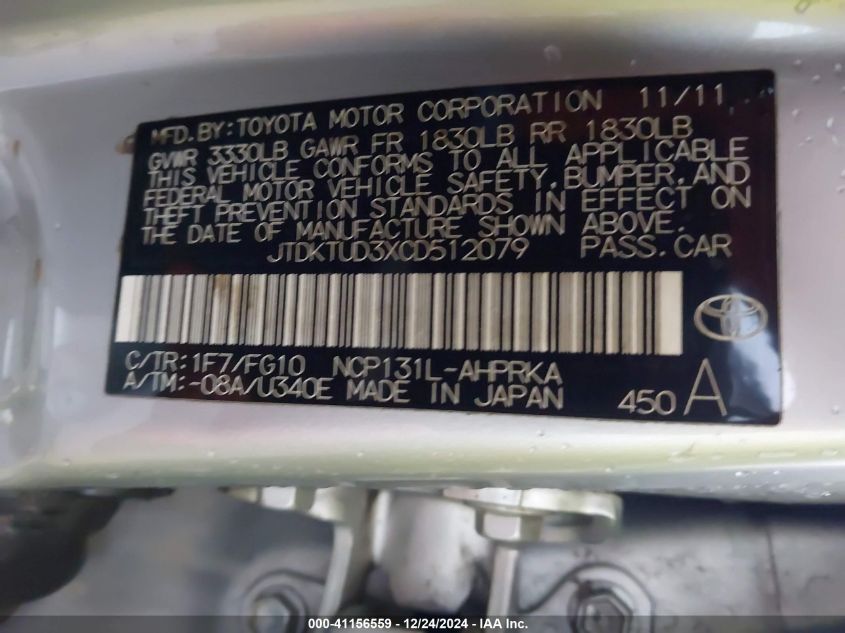 MFD. BY: TOYOTA MOTOR CORPORATION 11/11
GVWR 3330LB GAWR FR 1830LB RR 1830LB
THIS VEHICLE CONFORMS TO ALL APPLICABLE
FEDERAL MOTOR VEHICLE SAFETY, BUMPER, AND
THEFT PREVENTION STANDARDS IN EFFECT ON
THE DATE OF MANUFACTURE SHOWN ABOVE.
JTDKTUD3XCD512079 PASS. CAR
C/TR: 1F7/FG10 NCP131L-AHPRKA
A/TM: -08A/U340E MADE IN JAPAN 450 A
000-41156559 - 12/24/2024 - IAA Inc.